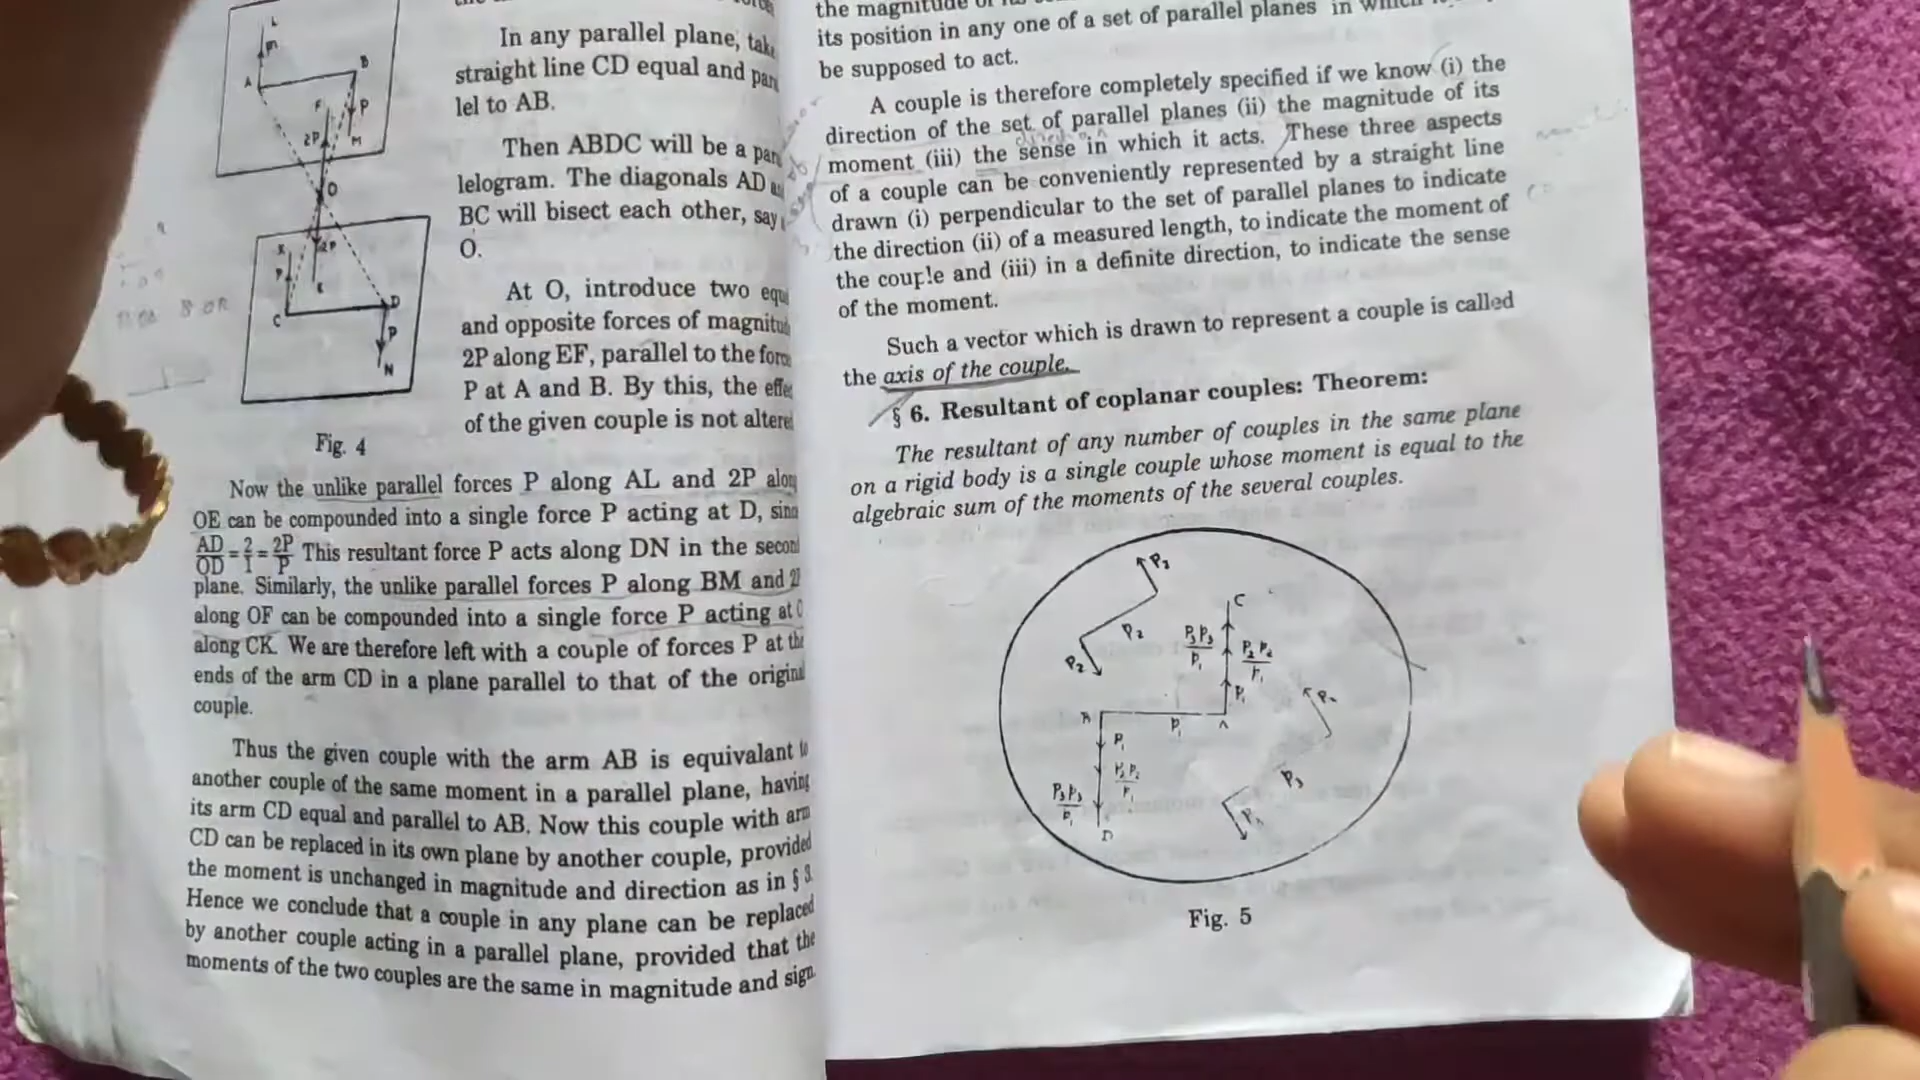 In any parallel plane, take
straight line CD equal and par
lel to AB.
Then ABDC will be a par
lelogram. The diagonals AD
BC will bisect each other, say
O.
At O, introduce two equ
and opposite forces of magnitud
2P along EF, parallel to the force
P at A and B. By this, the effe
of the given couple is not altere
L
A
B
F
P
2P
M
O
K
2P
P
E
C
D
P
N
Fig. 4
Now the unlike parallel forces P along AL and 2P along
OE can be compounded into a single force P acting at D, sinc
AD/OD = 2/1 = 2P/P This resultant force P acts along DN in the second
plane. Similarly, the unlike parallel forces P along BM and 2
along OF can be compounded into a single force P acting at C
along CK. We are therefore left with a couple of forces P at the
ends of the arm CD in a plane parallel to that of the original
couple.
Thus the given couple with the arm AB is equivalant to
another couple of the same moment in a parallel plane, having
its arm CD equal and parallel to AB. Now this couple with arm
CD can be replaced in its own plane by another couple, provided
the moment is unchanged in magnitude and direction as in § 3
Hence we conclude that a couple in any plane can be replaced
by another couple acting in a parallel plane, provided that the
moments of the two couples are the same in magnitude and sign.
the magnitude of its
its position in any one of a set of parallel planes in which
be supposed to act.
A couple is therefore completely specified if we know (i) the
direction of the set of parallel planes (ii) the magnitude of its
moment (iii) the sense in which it acts. These three aspects
of a couple can be conveniently represented by a straight line
drawn (i) perpendicular to the set of parallel planes to indicate
the direction (ii) of a measured length, to indicate the moment of
the couple and (iii) in a definite direction, to indicate the sense
of the moment.
Such a vector which is drawn to represent a couple is called
the axis of the couple.
§ 6. Resultant of coplanar couples: Theorem:
The resultant of any number of couples in the same plane
on a rigid body is a single couple whose moment is equal to the
algebraic sum of the moments of the several couples.
C
D
Fig. 5